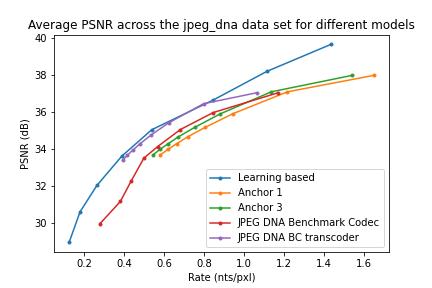 Average PSNR across the jpeg_dna data set for different models
40
38
36
34
32
30
PSNR (dB)
Learning based
Anchor 1
Anchor 3
JPEG DNA Benchmark Codec
JPEG DNA BC transcoder
0.2 0.4 0.6 0.8 1.0 1.2 1.4 1.6
Rate (nts/pxl)